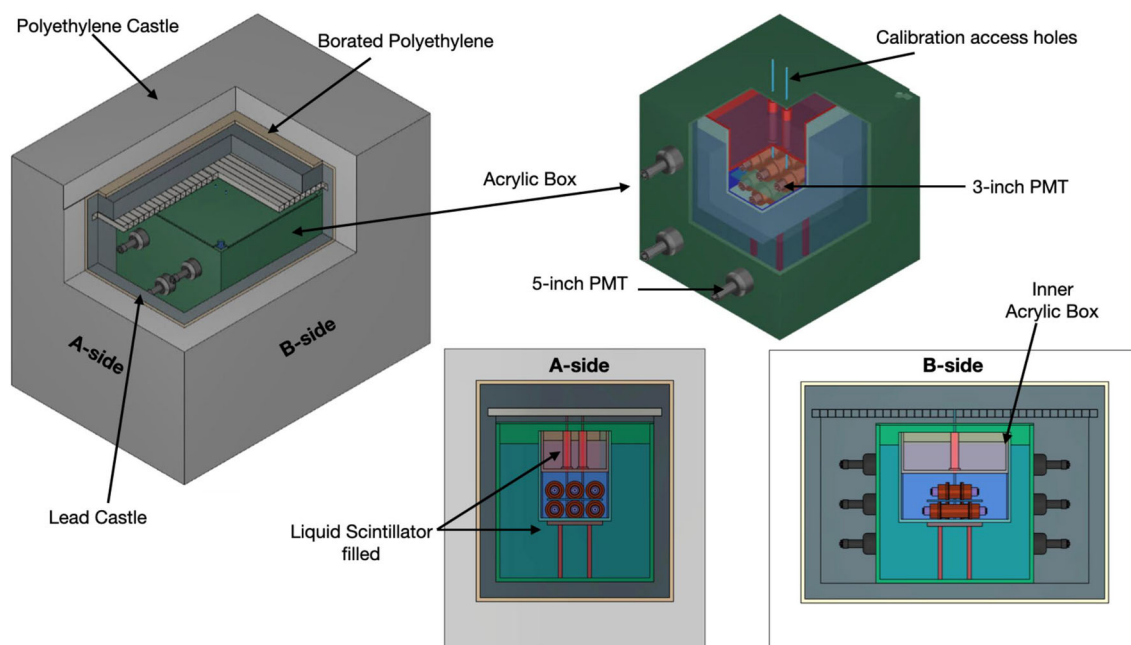 Polyethylene Castle
Borated Polyethylene
Calibration access holes
Acrylic Box
3-inch PMT
5-inch PMT
Inner
Acrylic Box
A-side
B-side
A-side
B-side
Lead Castle
Liquid Scintillator
filled